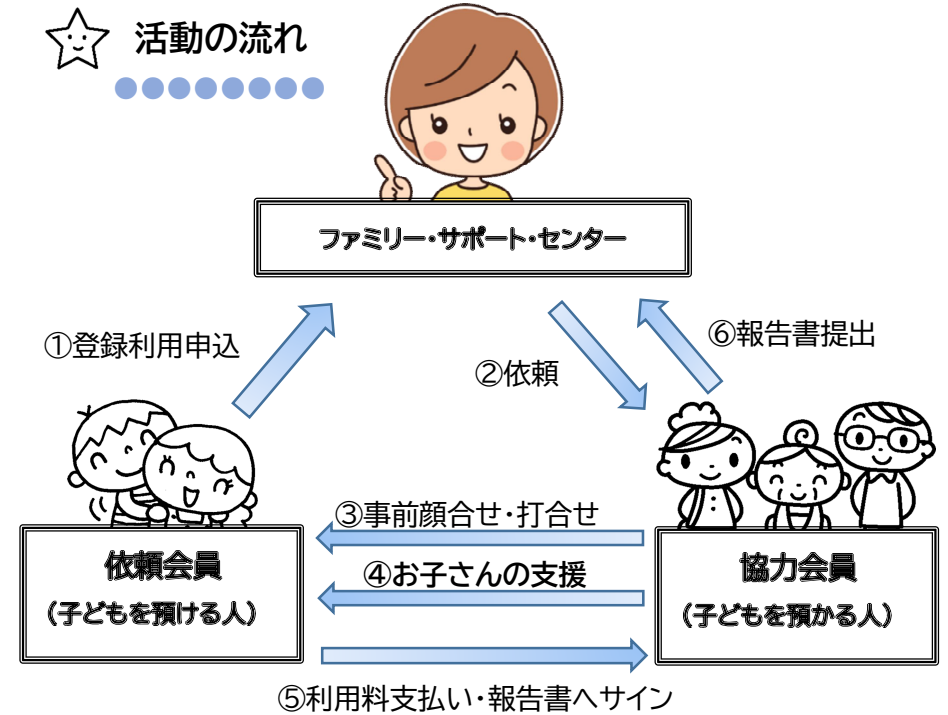 活動の流れ
ファミリー・サポート・センター
①登録利用申込
②依頼
⑥報告書提出
③事前顔合せ・打合せ
④お子さんの支援
依頼会員
（子どもを預ける人）
協力会員
（子どもを預かる人）
⑤利用料支払い・報告書へサイン